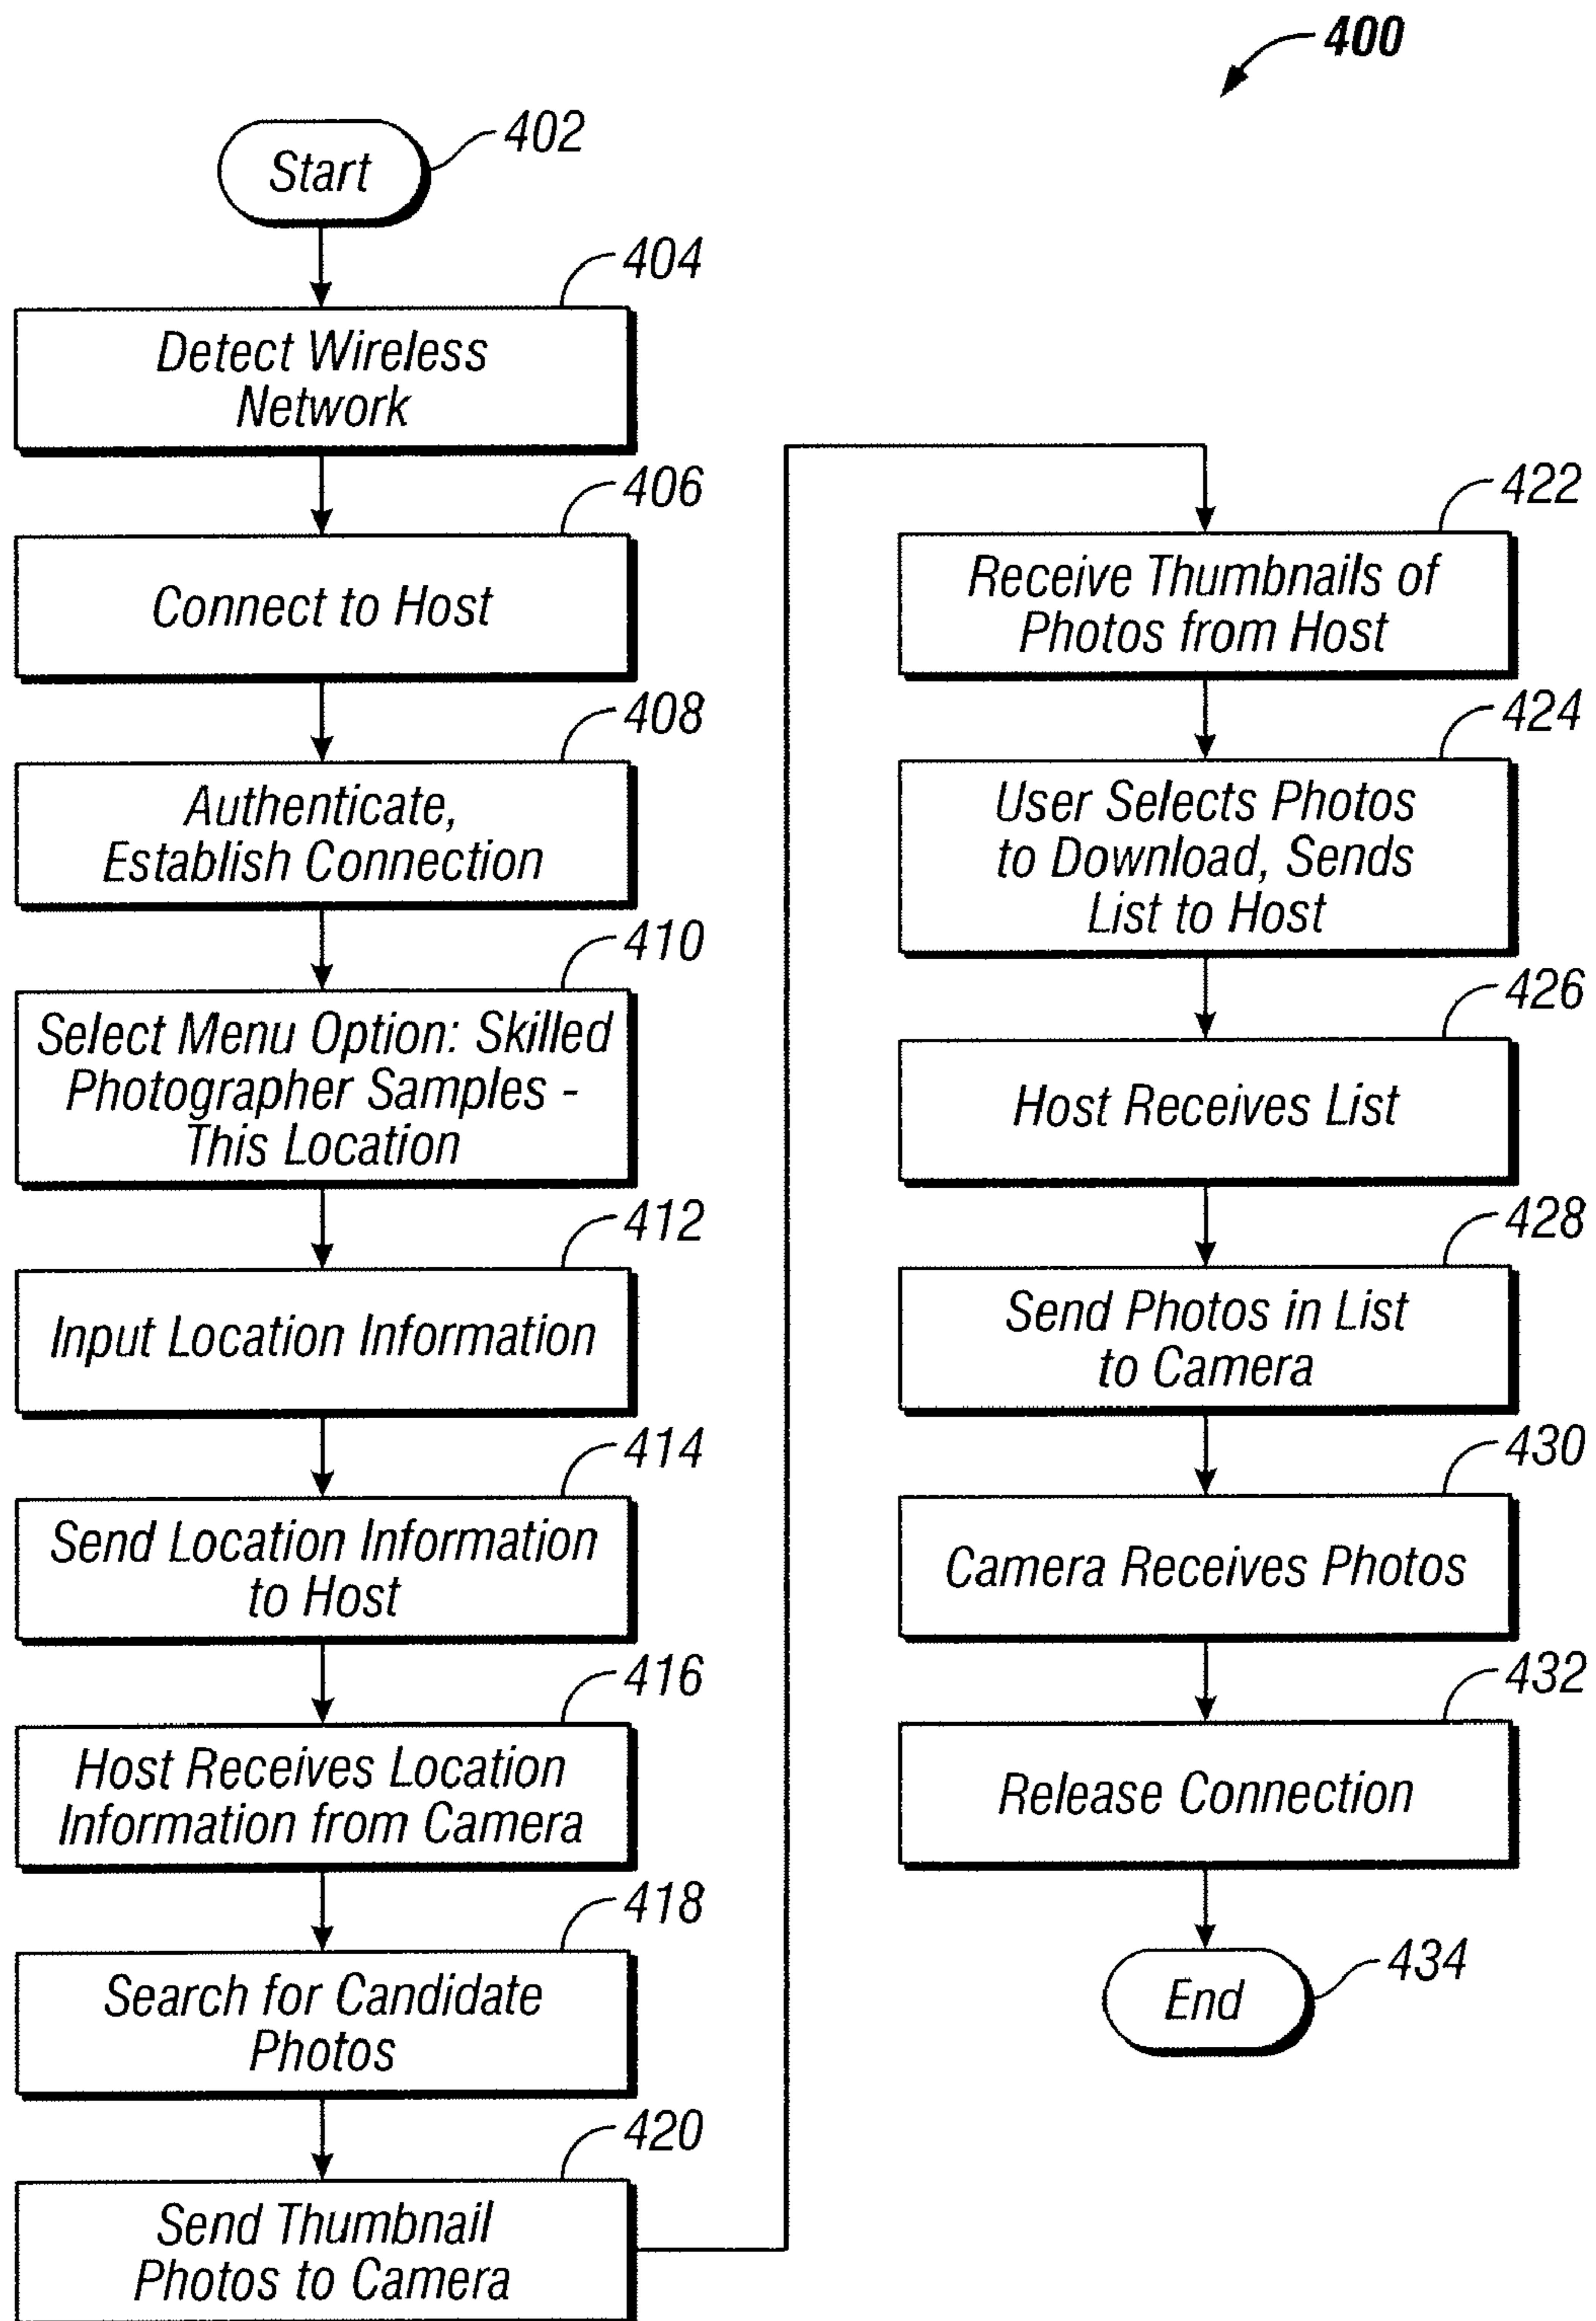 400
Start
402
404
Detect Wireless
Network
406
Connect to Host
408
Authenticate,
Establish Connection
410
Select Menu Option: Skilled
Photographer Samples -
This Location
412
Input Location Information
414
Send Location Information
to Host
416
Host Receives Location
Information from Camera
418
Search for Candidate
Photos
420
Send Thumbnail
Photos to Camera
422
Receive Thumbnails of
Photos from Host
424
User Selects Photos
to Download, Sends
List to Host
426
Host Receives List
428
Send Photos in List
to Camera
430
Camera Receives Photos
432
Release Connection
End
434